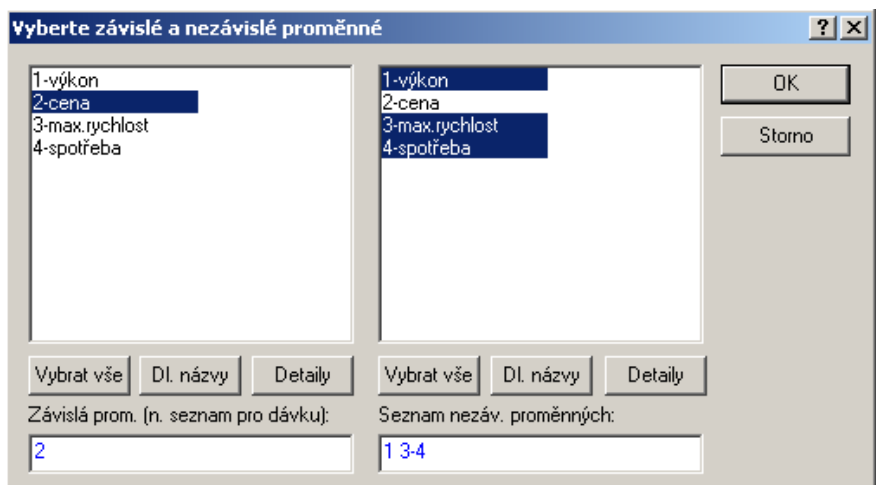 Vyberte závislé a nezávislé proměnné
1-výkon
2-cena
3-max.rychlost
4-spotřeba
1-výkon
2-cena
3-max.rychlost
4-spotřeba
OK
Storno
Vybrat vše Dl. názvy Detaily
Vybrat vše Dl. názvy Detaily
Závislá prom. (n. seznam pro dávku):
2
Seznam nezáv. proměnných:
1 3-4